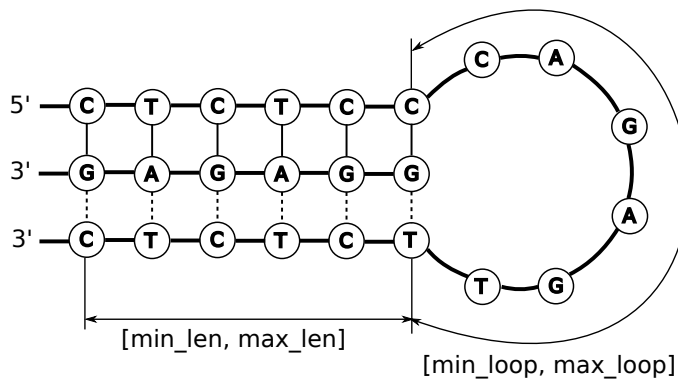 C A
5' C T C T C C G
3' G A G A G G
A
3' C T C T C T
T G
[min_len, max_len]
[min_loop, max_loop]